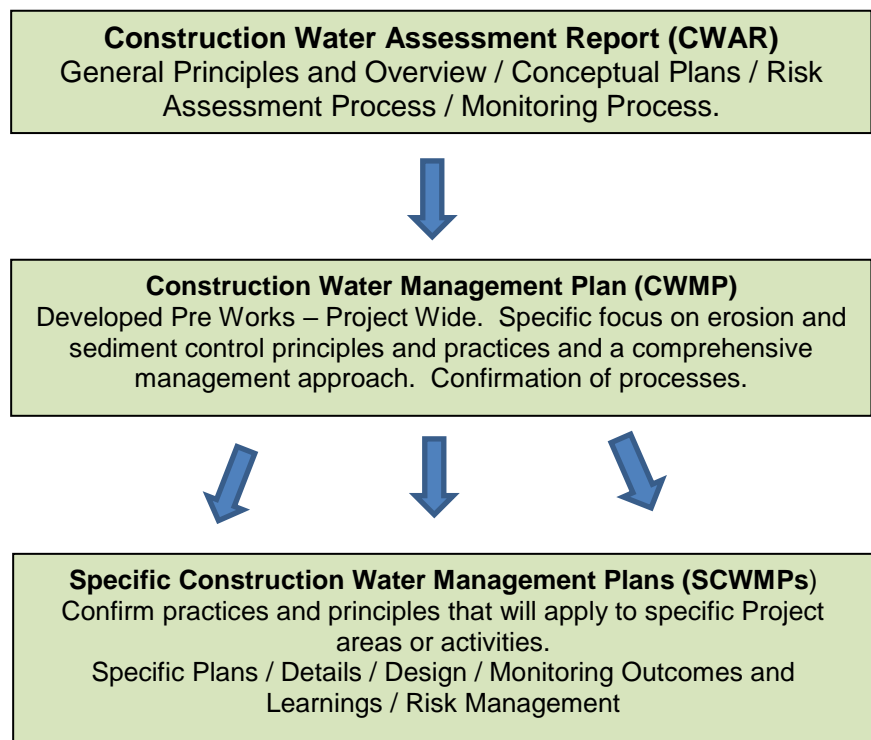 Construction Water Assessment Report (CWAR)
General Principles and Overview / Conceptual Plans / Risk
Assessment Process / Monitoring Process.
Construction Water Management Plan (CWMP)
Developed Pre Works – Project Wide.  Specific focus on erosion and
sediment control principles and practices and a comprehensive
management approach.  Confirmation of processes.
Specific Construction Water Management Plans (SCWMPs)
Confirm practices and principles that will apply to specific Project
areas or activities.
Specific Plans / Details / Design / Monitoring Outcomes and
Learnings / Risk Management